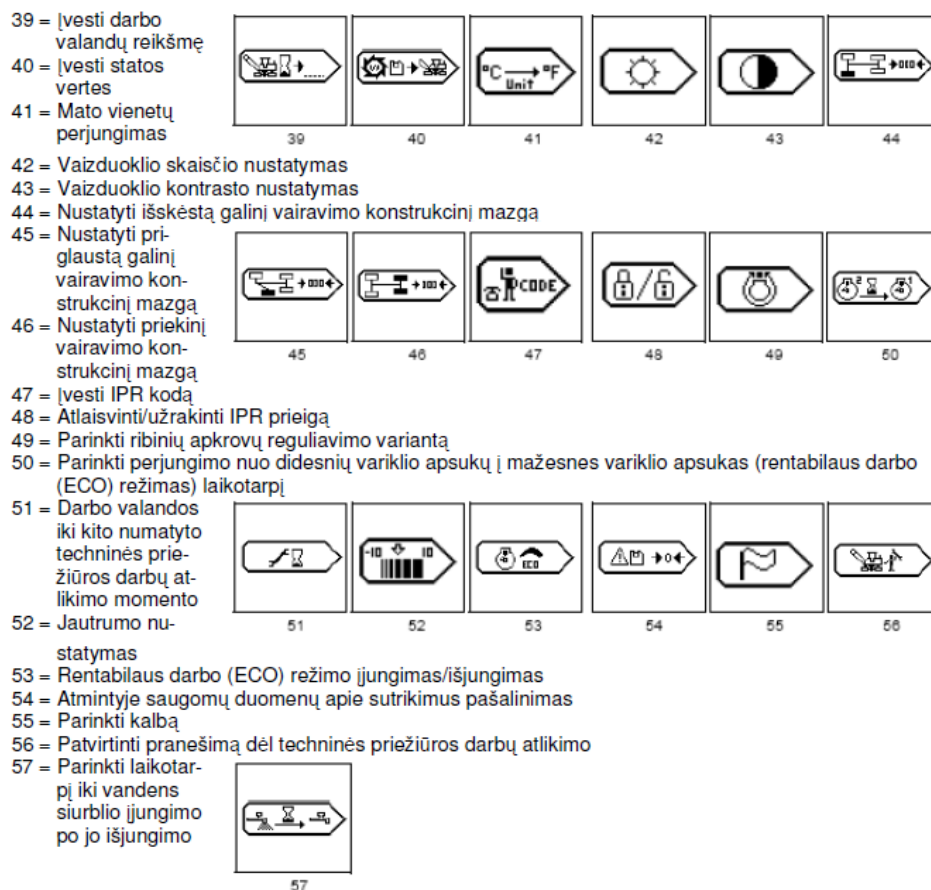 39 = Įvesti darbo
valandų reikšmę
40 = Įvesti statos
vertes
41 = Mato vienetų
perjungimas
°C → °F
Unit
39 40 41 42 43 44
42 = Vaizduoklio skaisčio nustatymas
43 = Vaizduoklio kontrasto nustatymas
44 = Nustatyti išskėstą galinį vairavimo konstrukcinį mazgą
45 = Nustatyti pri-
glaustą galinį
vairavimo kon-
strukcinį mazgą
46 = Nustatyti priekinį
vairavimo kon-
strukcinį mazgą
CODE
45 46 47 48 49 50
47 = Įvesti IPR kodą
48 = Atlaisvinti/užrakinti IPR prieigą
49 = Parinkti ribinių apkrovų reguliavimo variantą
50 = Parinkti perjungimo nuo didesnių variklio apsukų į mažesnes variklio apsukas (rentabilaus darbo
(ECO) režimas) laikotarpį
51 = Darbo valandos
iki kito numatyto
techninės prie-
žiūros darbų at-
likimo momento
52 = Jautrumo nu-
statymas
-10 10
ECO
51 52 53 54 55 56
53 = Rentabilaus darbo (ECO) režimo įjungimas/išjungimas
54 = Atmintyje saugomų duomenų apie sutrikimus pašalinimas
55 = Parinkti kalbą
56 = Patvirtinti pranešimą dėl techninės priežiūros darbų atlikimo
57 = Parinkti laikotar-
pį iki vandens
siurblio įjungimo
po jo išjungimo
57